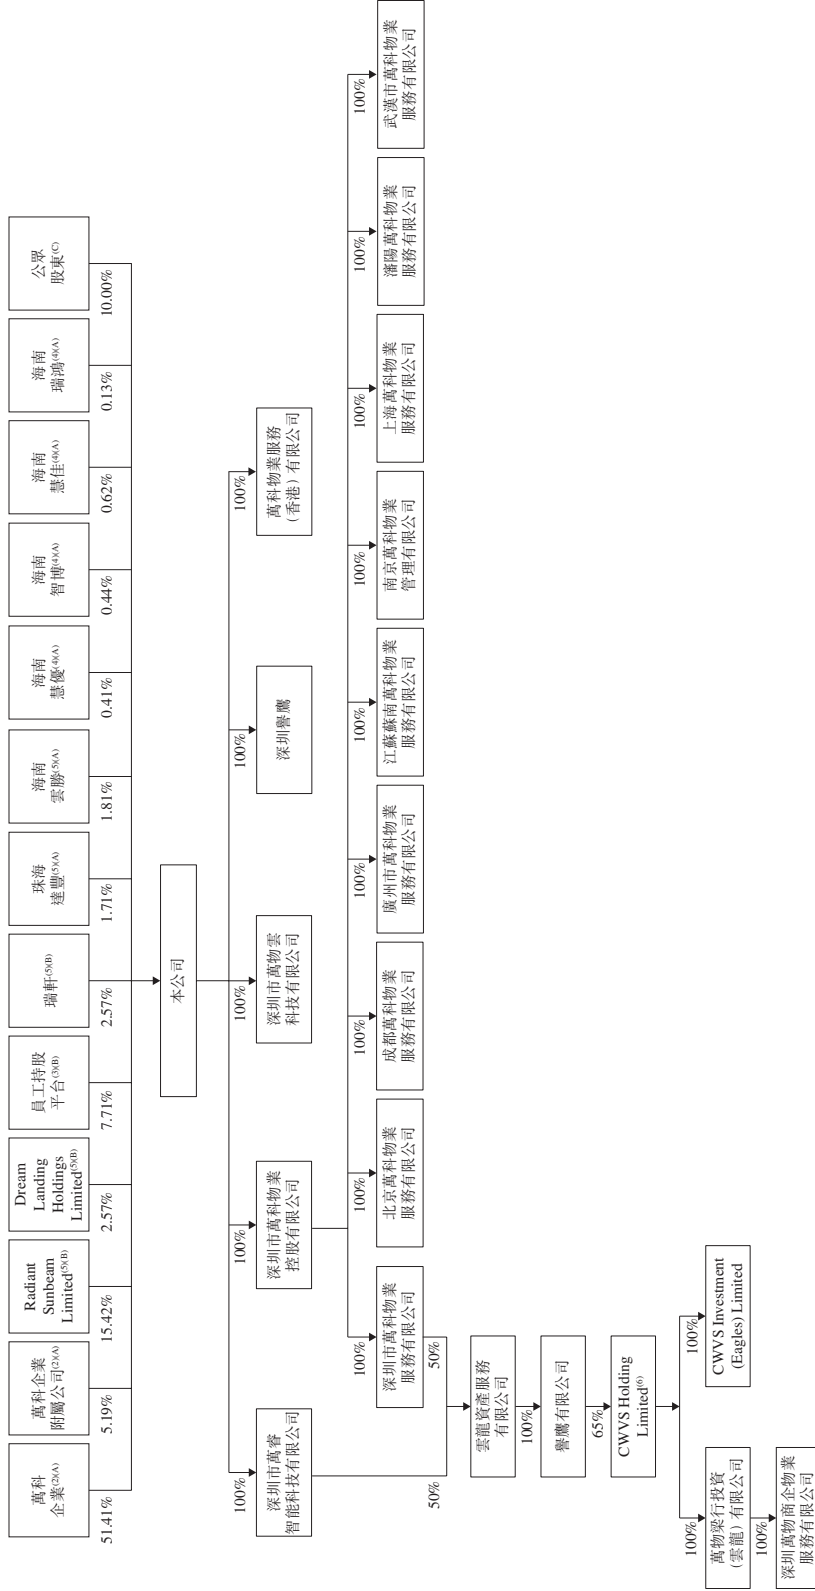 萬科
企業(2)(A)
萬科企業
附屬公司(2)(A)
Radiant
Sunbeam
Limited(5)(B)
Dream
Landing
Holdings
Limited(5)(B)
員工持股
平台(3)(B)
瑞軒(5)(B)
珠海
達豐(5)(A)
海南
雲勝(5)(A)
海南
慧優(4)(A)
海南
智博(4)(A)
海南
慧佳(4)(A)
海南
瑞鴻(4)(A)
公眾
股東(C)
51.41%
5.19%
15.42%
2.57%
7.71%
2.57%
1.71%
1.81%
0.41%
0.44%
0.62%
0.13%
10.00%
本公司
100%
100%
100%
100%
100%
深圳市萬睿
智能科技有限公司
深圳市萬科物業
控股有限公司
深圳市萬物雲
科技有限公司
深圳譽鷹
萬科物業服務
(香港)有限公司
100%
100%
100%
100%
100%
100%
100%
100%
100%
深圳市萬科物業
服務有限公司
北京萬科物業
服務有限公司
成都萬科物業
服務有限公司
廣州市萬科物業
服務有限公司
江蘇蘇南萬科物業
服務有限公司
南京萬科物業
管理有限公司
上海萬科物業
服務有限公司
瀋陽萬科物業
服務有限公司
武漢市萬科物業
服務有限公司
50%
50%
雲龍資產服務
有限公司
100%
譽鷹有限公司
65%
CWVS Holding
Limited(6)
100%
100%
萬物梁行投資
(雲龍)有限公司
CWVS Investment
(Eagles) Limited
100%
深圳萬物商企物業
服務有限公司